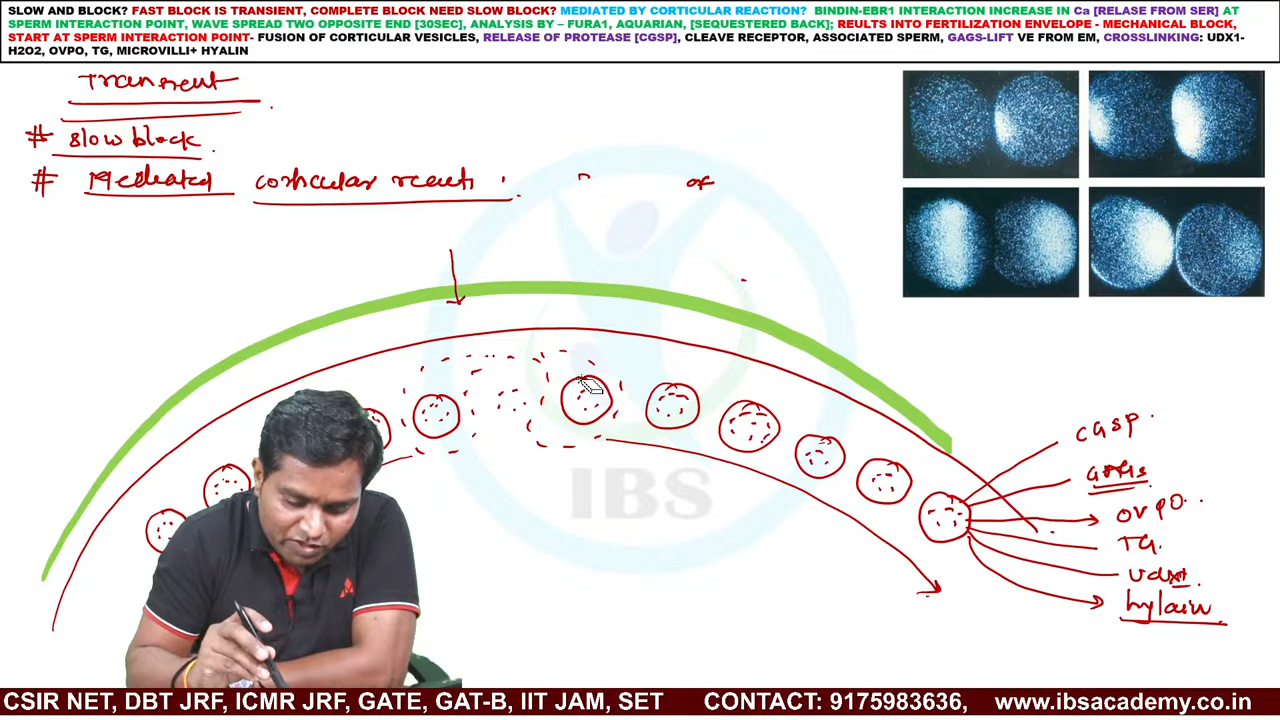 SLOW AND BLOCK? FAST BLOCK IS TRANSIENT, COMPLETE BLOCK NEED SLOW BLOCK? MEDIATED BY CORTICULAR REACTION? BINDIN-EBR1 INTERACTION INCREASE IN Ca [RELASE FROM SER] AT
SPERM INTERACTION POINT, WAVE SPREAD TWO OPPOSITE END [30SEC], ANALYSIS BY – FURA1, AQUARIAN, [SEQUESTERED BACK]; REULTS INTO FERTILIZATION ENVELOPE - MECHANICAL BLOCK,
START AT SPERM INTERACTION POINT- FUSION OF CORTICULAR VESICLES, RELEASE OF PROTEASE [CGSP], CLEAVE RECEPTOR, ASSOCIATED SPERM, GAGS-LIFT VE FROM EM, CROSSLINKING: UDX1-
H2O2, OVPO, TG, MICROVILLI+ HYALIN
Transient
# Slow block.
# Mediated corticular reacti
of
CGSP.
GAGs
OVPO.
TG.
Udx1.
hylain
IBS
CSIR NET, DBT JRF, ICMR JRF, GATE, GAT-B, IIT JAM, SET CONTACT: 9175983636, www.ibsacademy.co.in